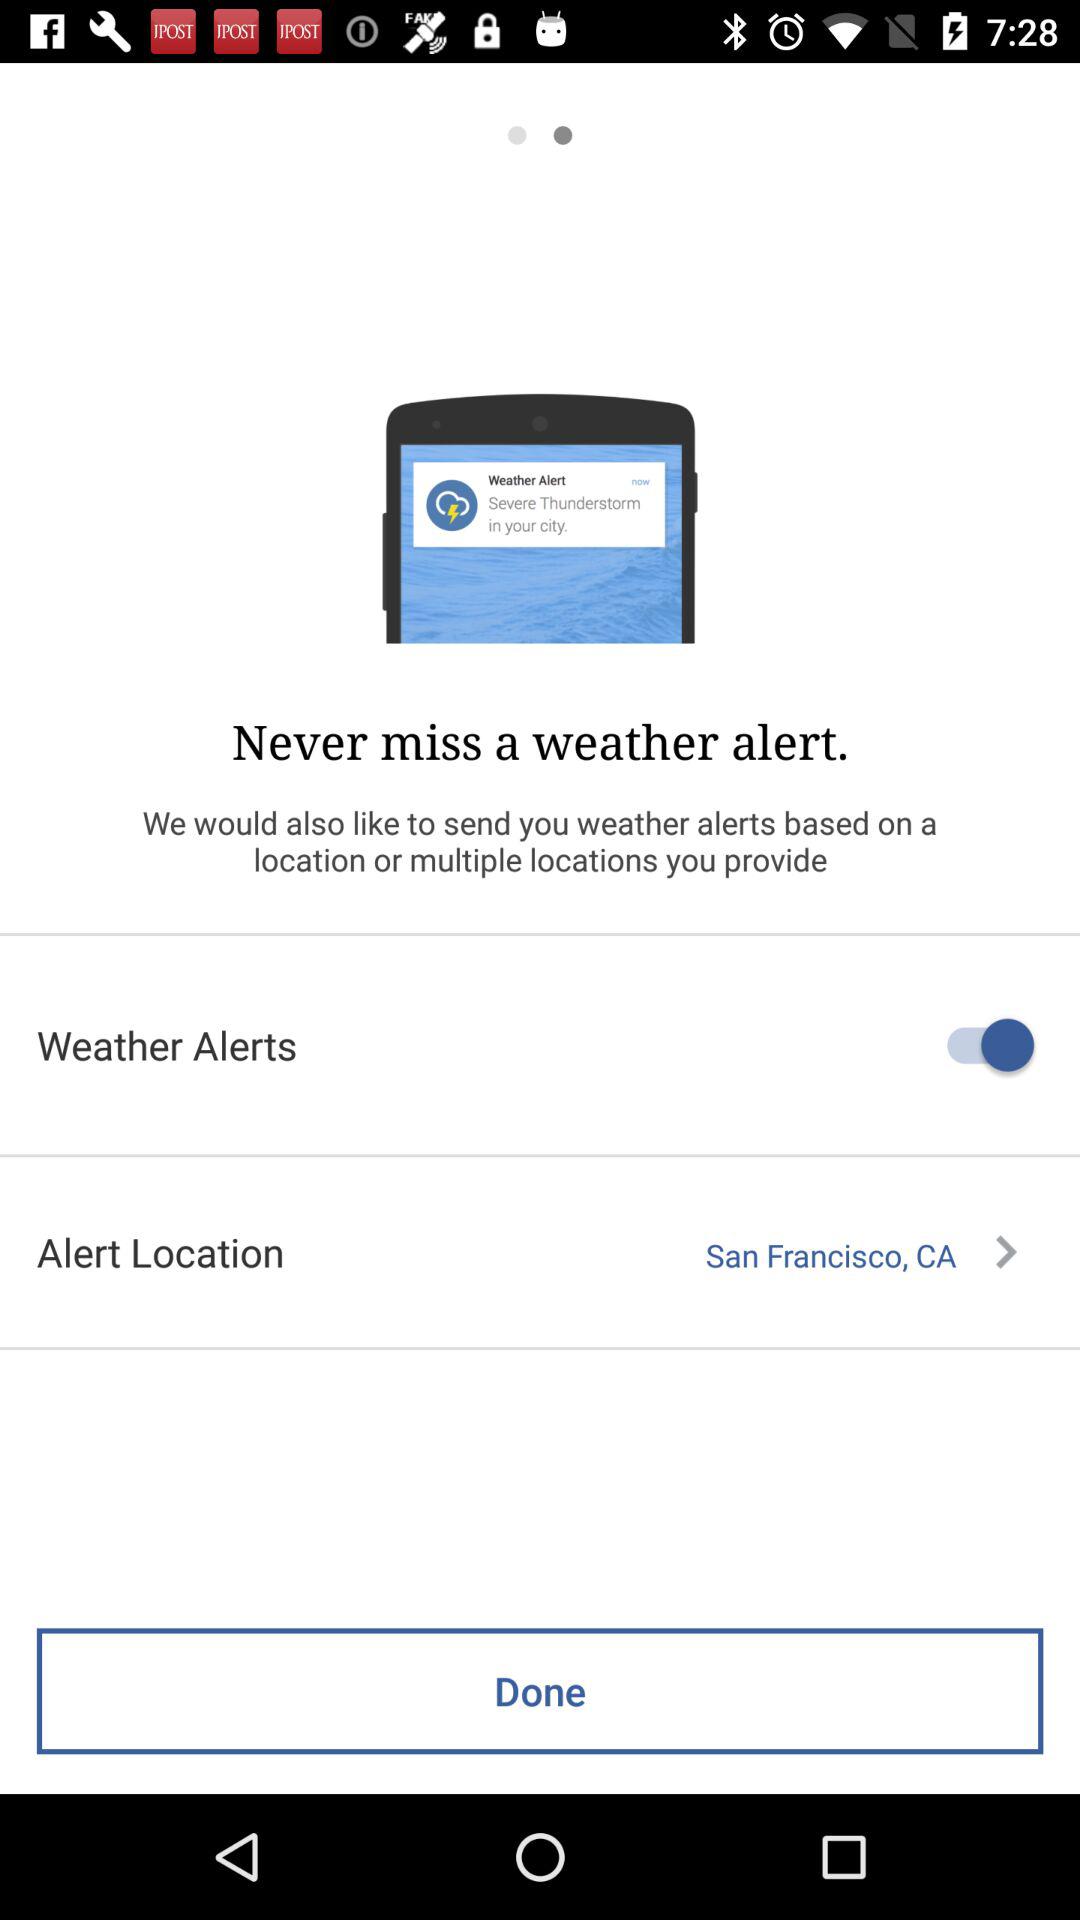 JPOST JPOST JPOST FAKE 7:28
Weather Alert now
Severe Thunderstorm
in your city.
Never miss a weather alert.
We would also like to send you weather alerts based on a
location or multiple locations you provide
Weather Alerts
Alert Location San Francisco, CA
Done